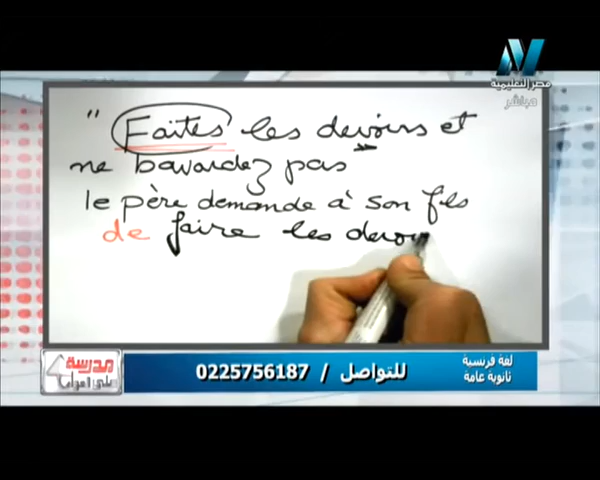 مصر التعليمية
مباشر
" Faites les devoirs et
ne bavardez pas
le père demande à son fils
de faire les devoi
مدرسة
على الهواء
للتواصل / 0225756187
لغة فرنسية
ثانوية عامة